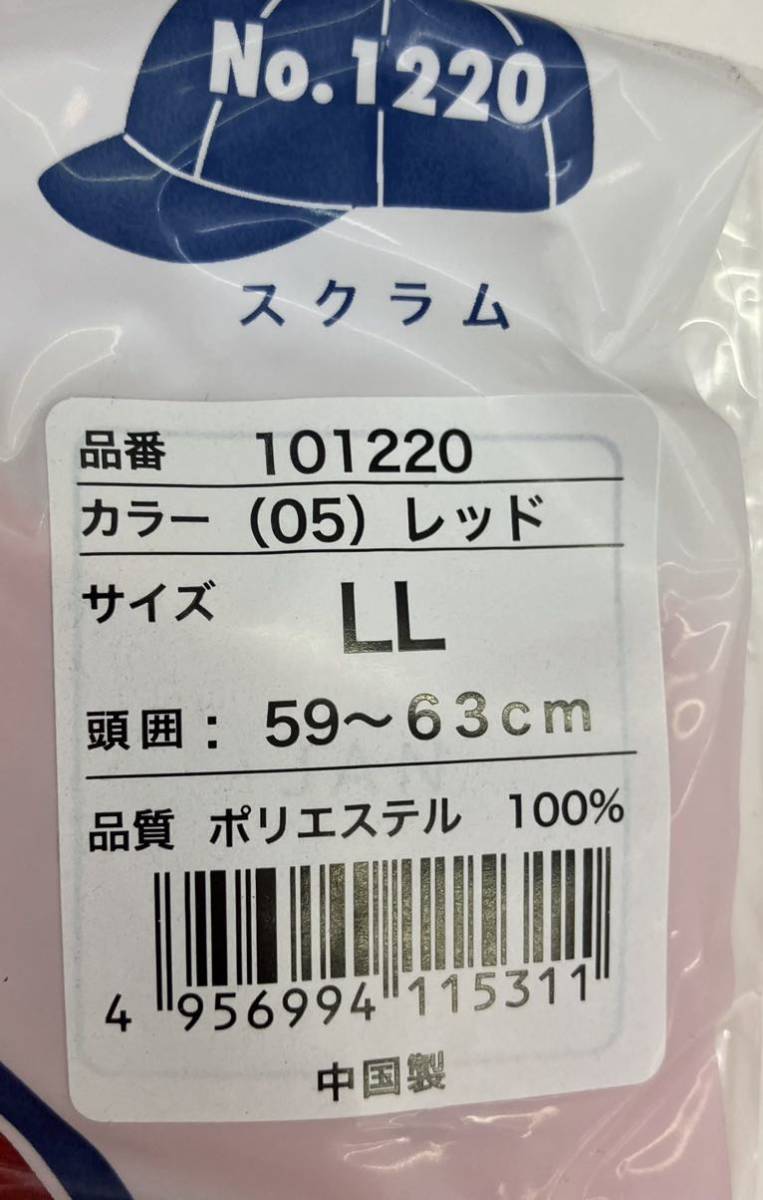 No.1220
スクラム
品番 101220
カラー (05) レッド
サイズ LL
頭囲: 59～63cm
品質 ポリエステル 100%
4 956994 115311
中国製